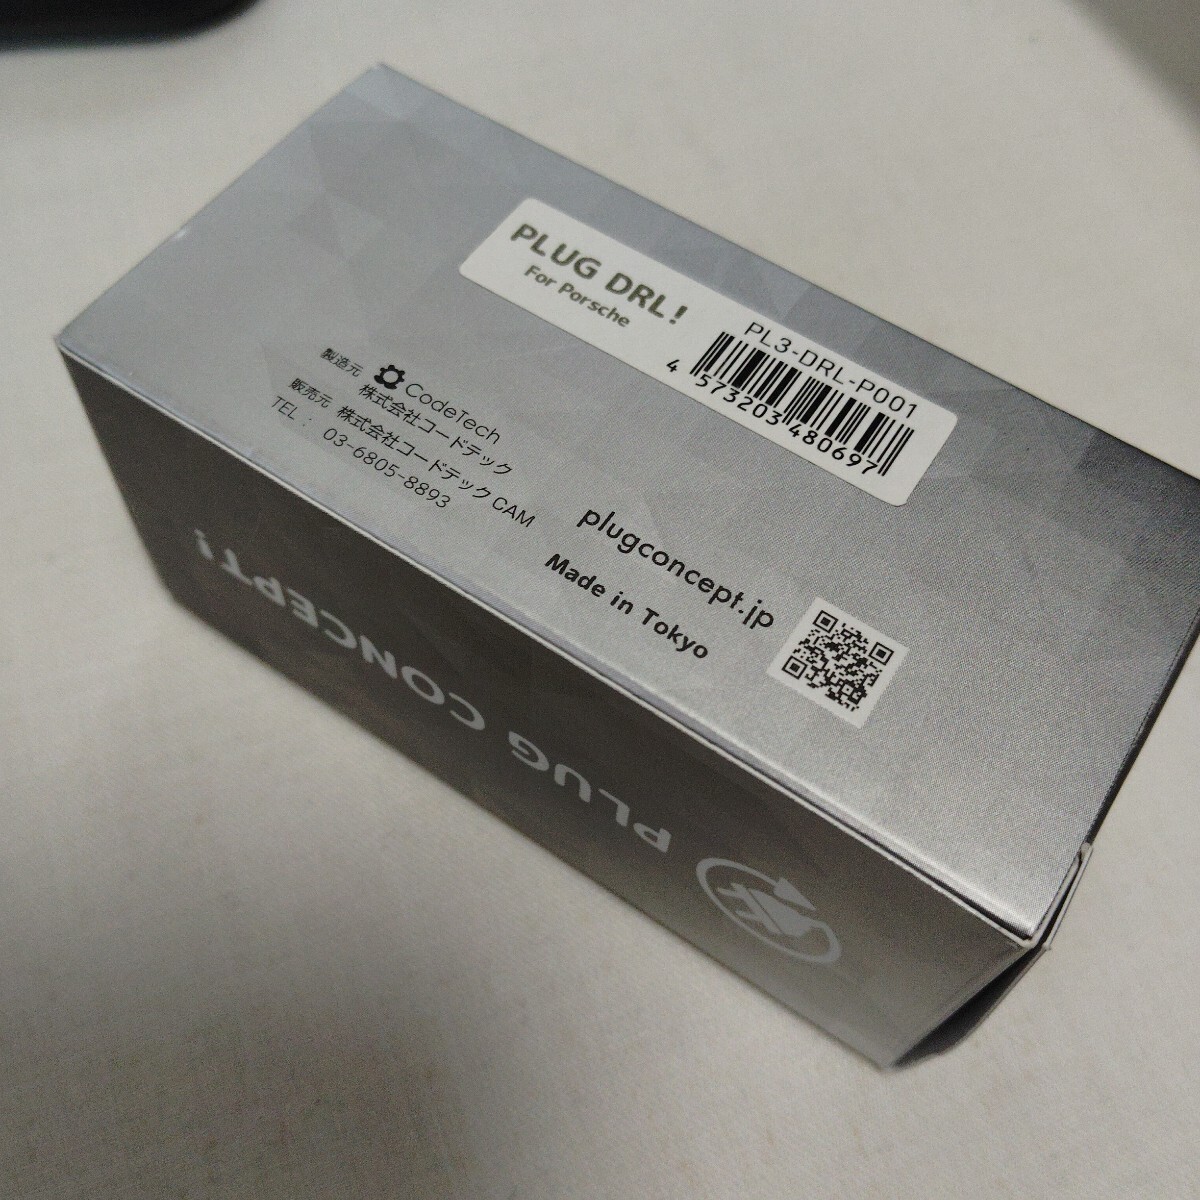 PLUG DRL!
For Porsche
PL3-DRL-P001
4 573203 480697
製造元 CodeTech
株式会社コードテック
販売元 株式会社コードテック CAM
TEL : 03-6805-8893
plugconcept.jp
Made in Tokyo
PLUG CONCEPT!